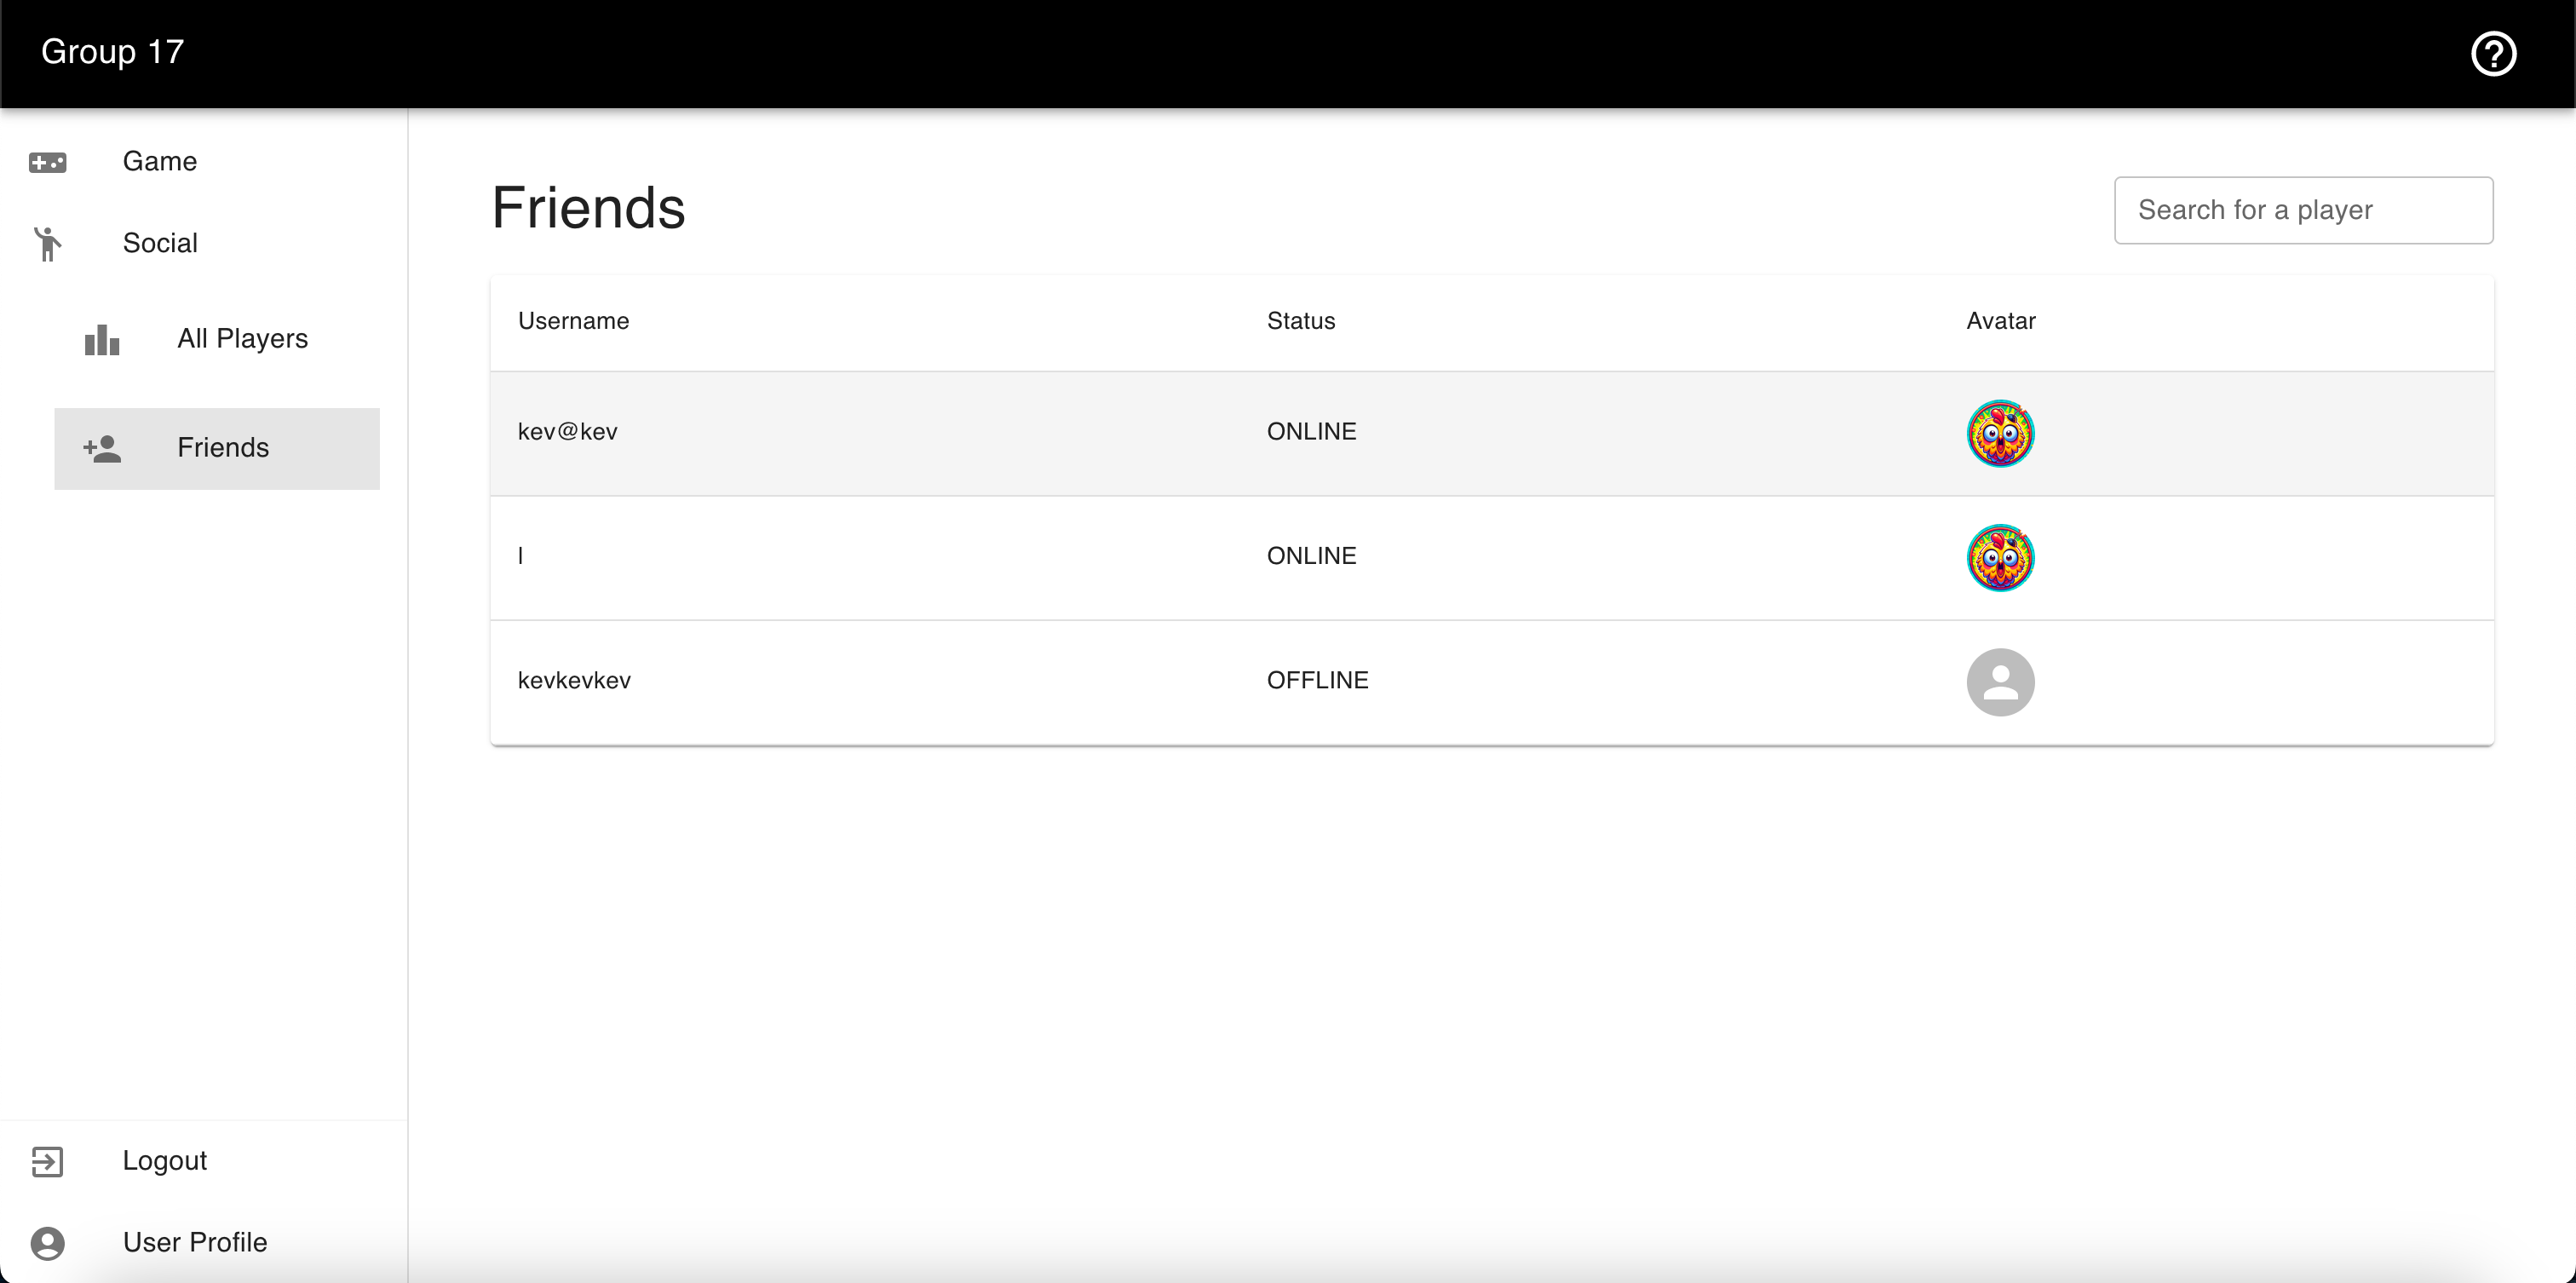 Group 17
Game
Social
All Players
Friends
Logout
User Profile
Friends
Search for a player
Username Status Avatar
kev@kev ONLINE
l ONLINE
kevkevkev OFFLINE